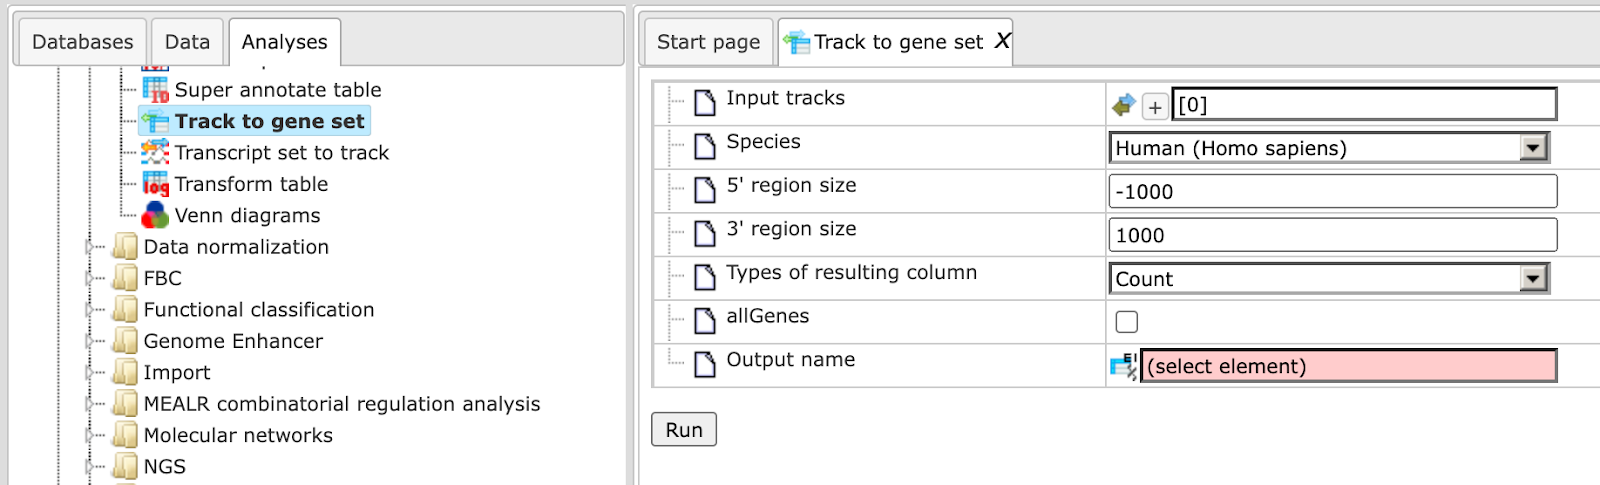 Databases
Data
Analyses
Super annotate table
Track to gene set
Transcript set to track
Transform table
Venn diagrams
Data normalization
FBC
Functional classification
Genome Enhancer
Import
MEALR combinatorial regulation analysis
Molecular networks
NGS
Start page
Track to gene set X
Input tracks
+ [0]
Species
Human (Homo sapiens)
5' region size
-1000
3' region size
1000
Types of resulting column
Count
allGenes
Output name
(select element)
Run